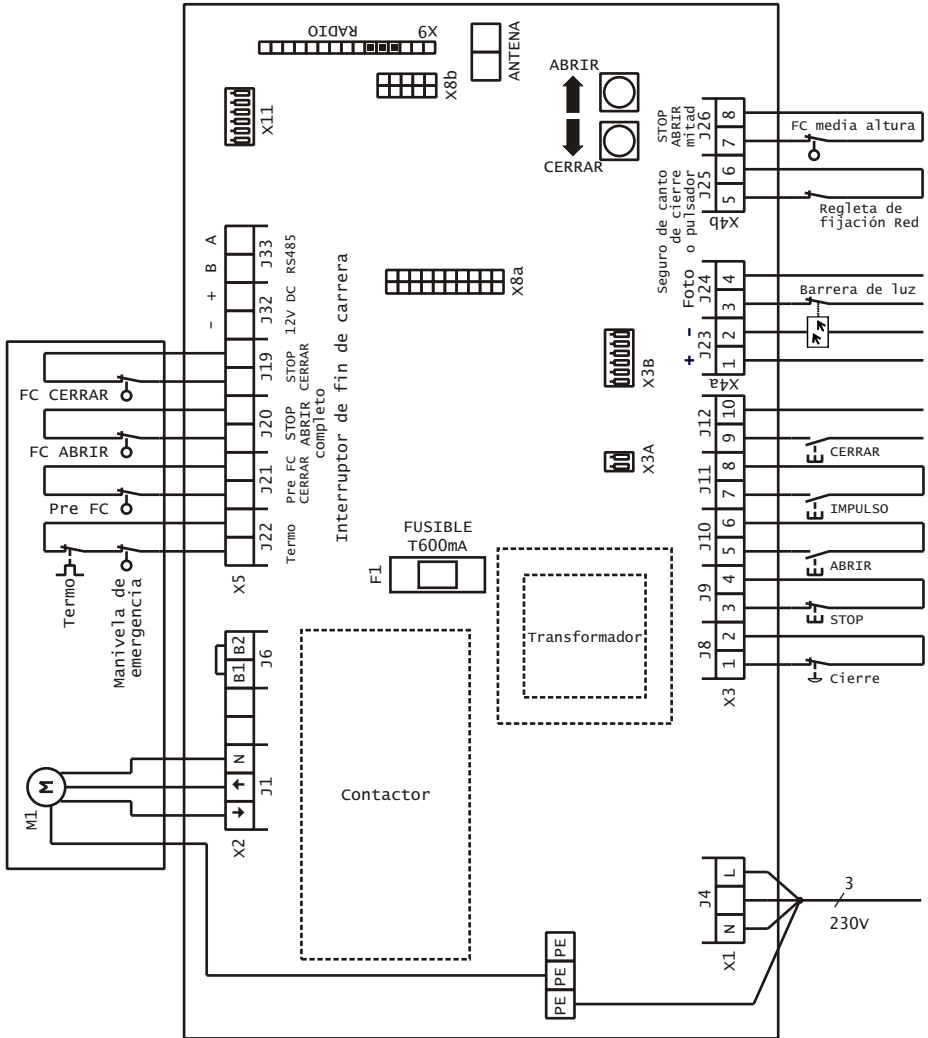 RADIO
X9
X8b
ANTENA
X11
ABRIR
CERRAR
STOP
ABRIR
mitad
J26
8
7
FC media altura
Seguro de canto
de cierre
o pulsador
J25
6
5
X4b
Regleta de
fijación Red
A
B
J33
RS485
+
-
J32
12V DC
X8a
Foto
J24
4
3
Barrera de luz
+ -
J23
2
1
X4a
FC CERRAR
J19
STOP
CERRAR
FC ABRIR
J20
STOP
ABRIR
completo
Pre FC
J21
Pre FC
CERRAR
J22
Termo
X5
Interruptor de fin de carrera
Termo
Manivela de
emergencia
X3B
X3A
FUSIBLE
T600mA
F1
Transformador
J12
10
9
CERRAR
J11
8
7
IMPULSO
J10
6
5
ABRIR
J9
4
3
STOP
J8
2
1
Cierre
X3
B1 B2
J6
N
J1
X2
M
M1
Contactor
J4
L
N
X1
3
230V
PE PE PE